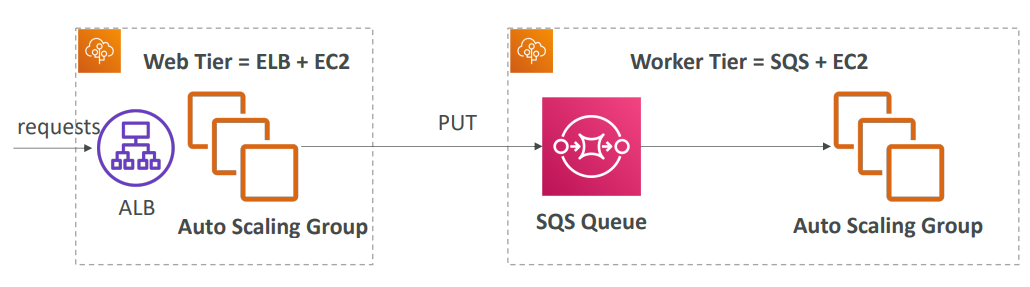 Web Tier = ELB + EC2
requests
ALB
Auto Scaling Group
PUT
Worker Tier = SQS + EC2
SQS Queue
Auto Scaling Group